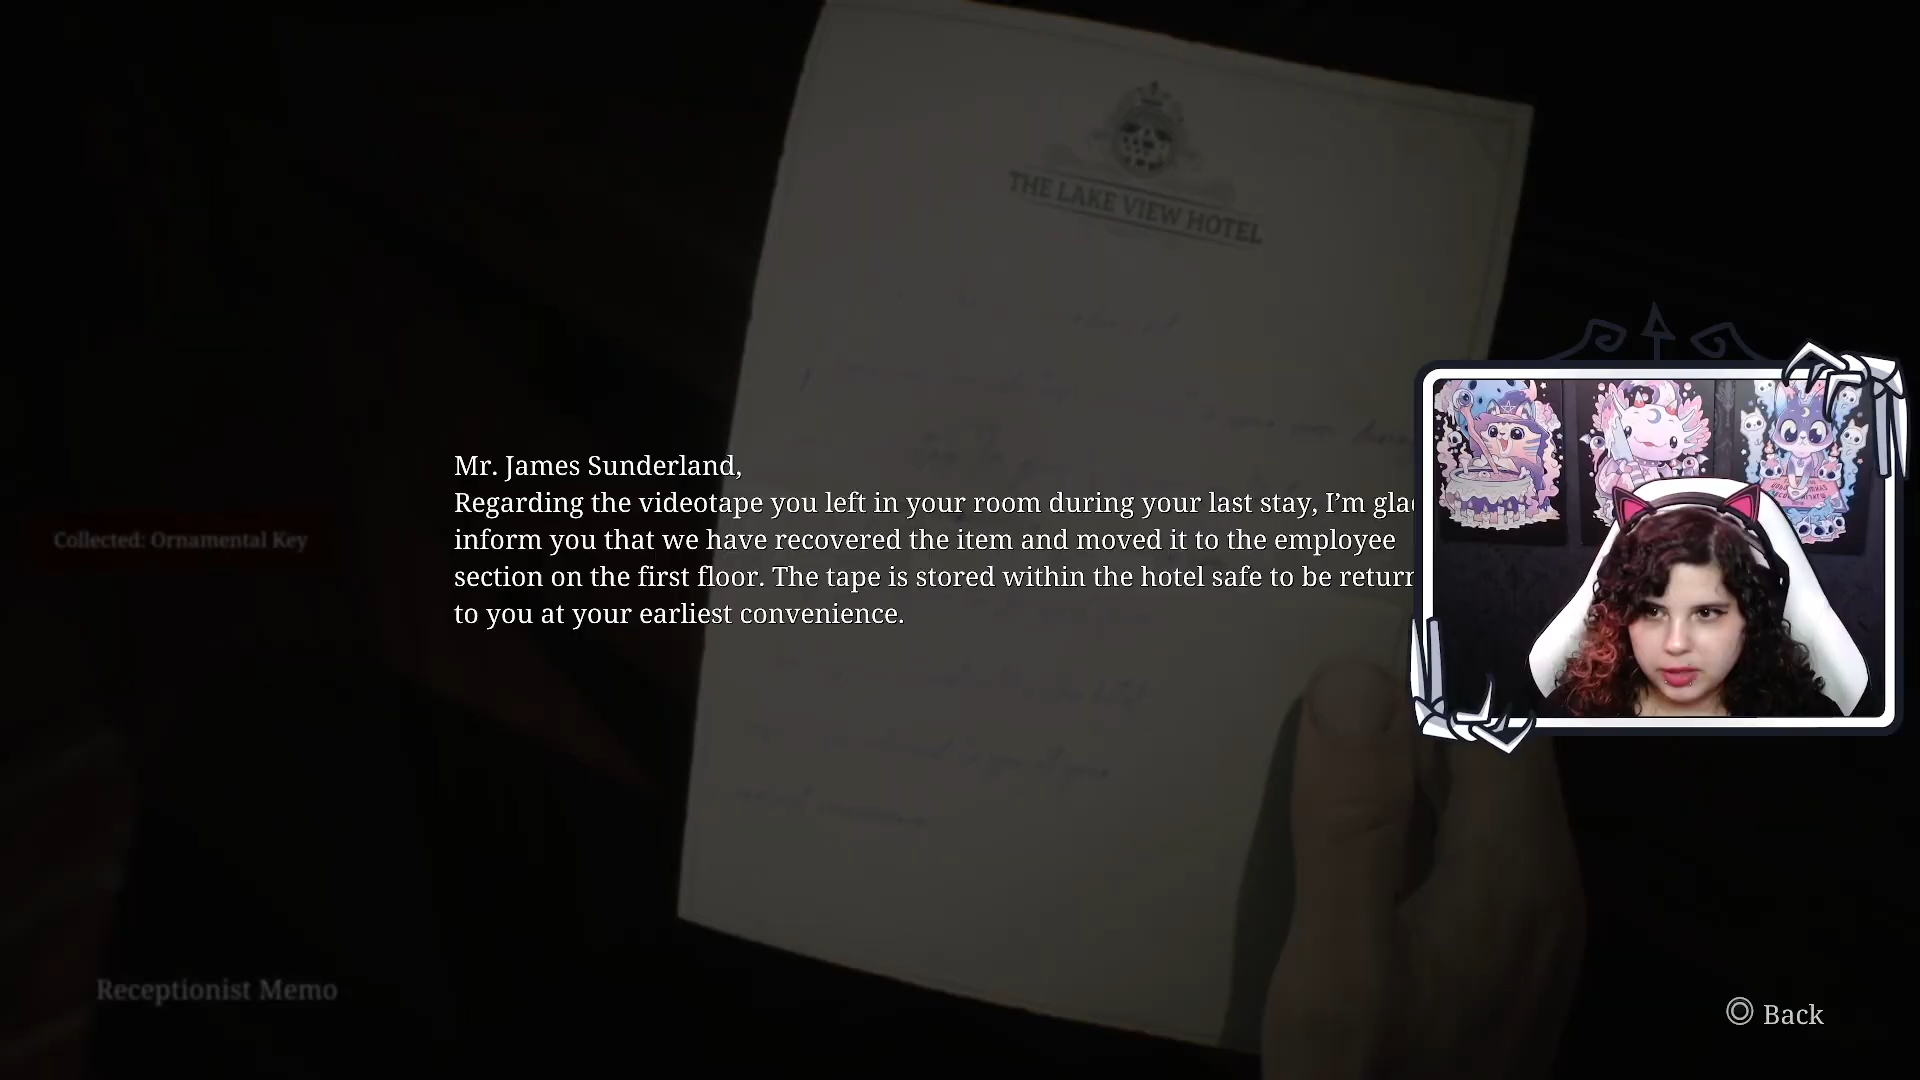 THE LAKE VIEW HOTEL
Mr. James Sunderland,
Regarding the videotape you left in your room during your last stay, I'm
inform you that we have recovered the item and moved it to the employee
section on the first floor. The tape is stored within the hotel safe to be
to you at your earliest convenience.
Collected: Ornamental Key
Receptionist Memo
Back